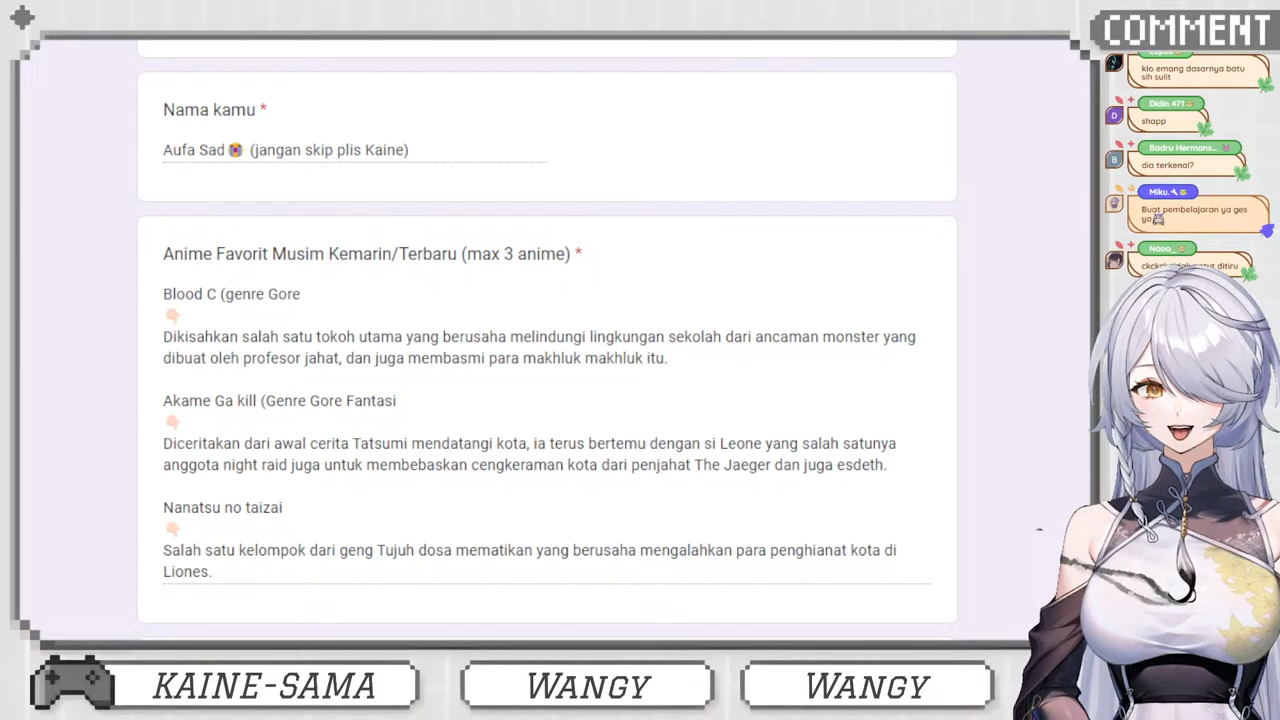 COMMENT
Nama kamu *
Aufa Sad😭 (jangan skip plis Kaine)
Anime Favorit Musim Kemarin/Terbaru (max 3 anime) *
Blood C (genre Gore
👇🏻
Dikisahkan salah satu tokoh utama yang berusaha melindungi lingkungan sekolah dari ancaman monster yang
dibuat oleh profesor jahat, dan juga membasmi para makhluk makhluk itu.
Akame Ga kill (Genre Gore Fantasi
👇🏻
Diceritakan dari awal cerita Tatsumi mendatangi kota, ia terus bertemu dengan si Leone yang salah satunya
anggota night raid juga untuk membebaskan cengkeraman kota dari penjahat The Jaeger dan juga esdeth.
Nanatsu no taizai
👇🏻
Salah satu kelompok dari geng Tujuh dosa mematikan yang berusaha mengalahkan para penghianat kota di
Liones.
klo emang dasarnya batu
sih sulit
D
Didin 471
shapp
B
Badru Hermans...
dia terkenal?
Miku.
Buat pembelajaran ya ges
ya
Naoo_
KAINE-SAMA
WANGY
WANGY